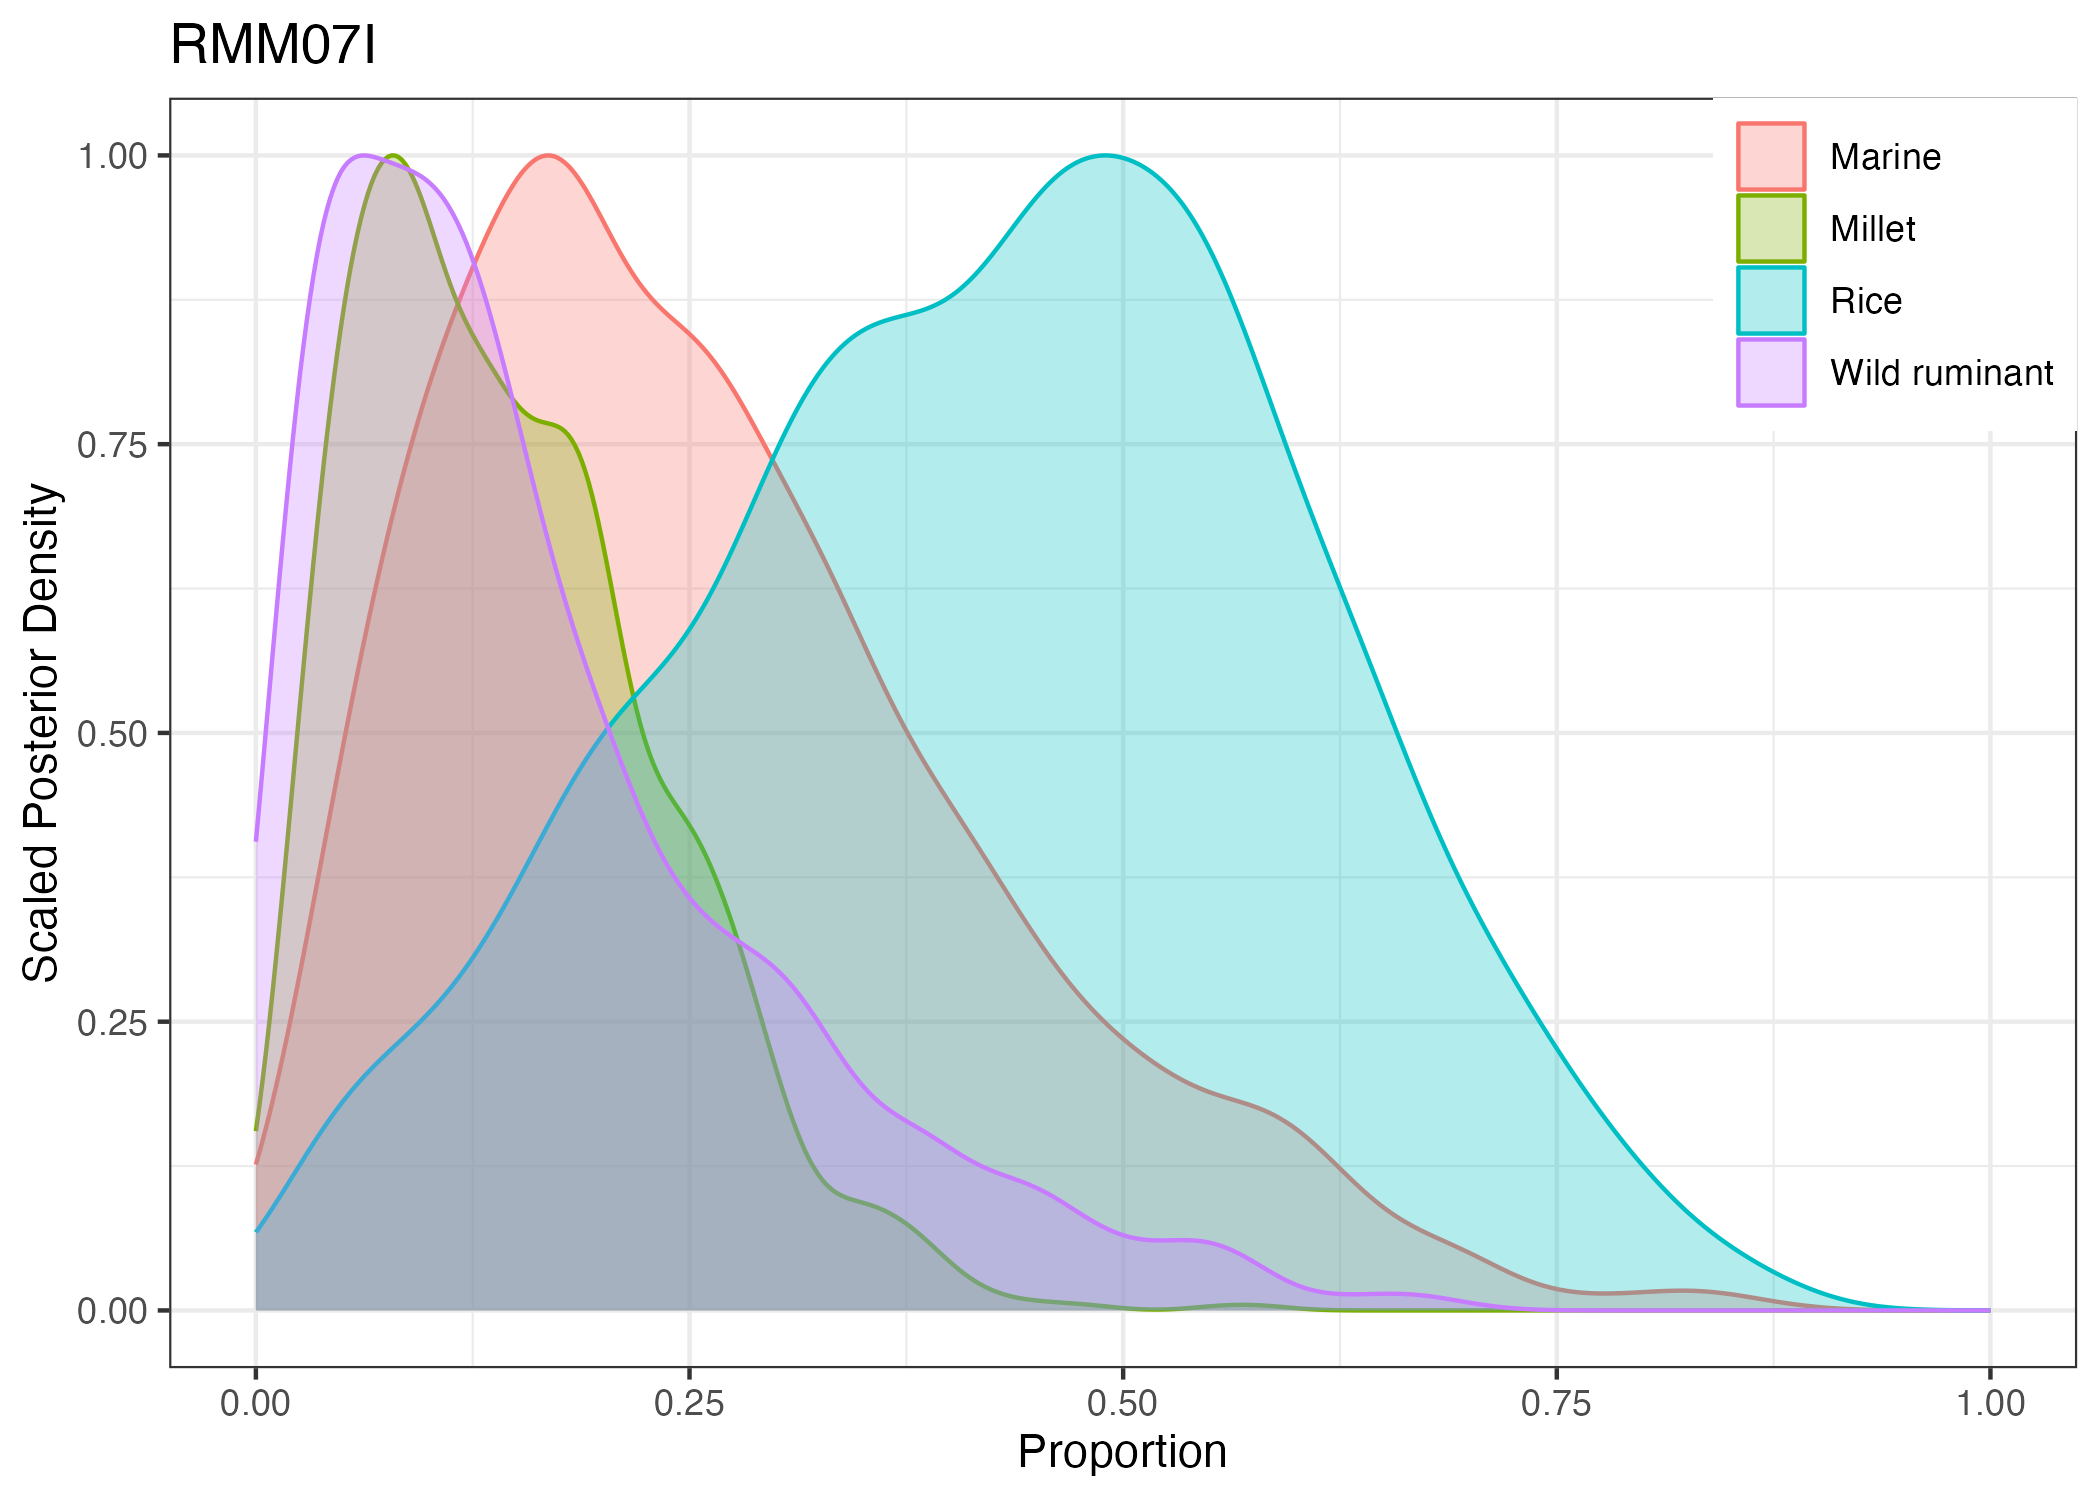 RMM07I
Marine
Millet
Rice
Wild ruminant
Scaled Posterior Density
1.00
0.75
0.50
0.25
0.00
0.00 0.25 0.50 0.75 1.00
Proportion